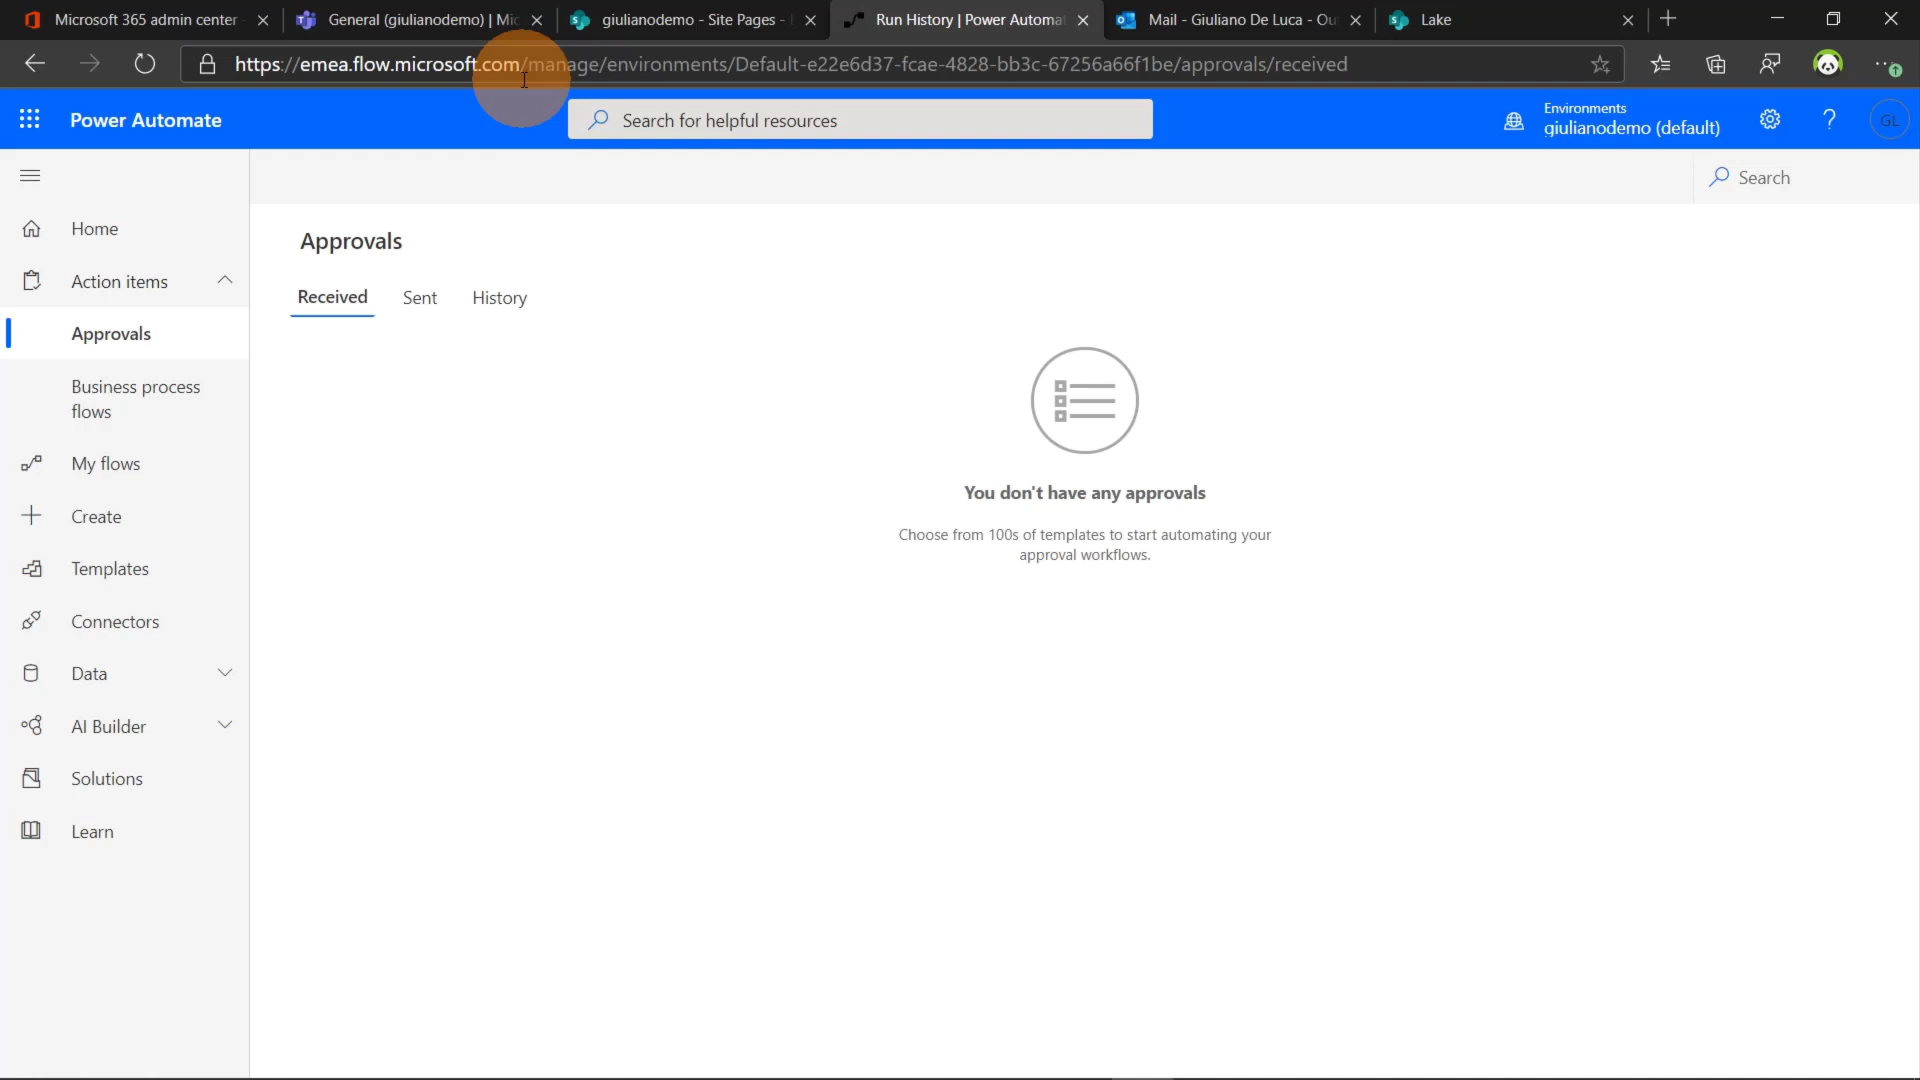 Microsoft 365 admin center
General (giulianodemo) | Mic
giulianodemo - Site Pages -
Run History | Power Automat
Mail - Giuliano De Luca - Ou
Lake
https://emea.flow.microsoft.com/manage/environments/Default-e22e6d37-fcae-4828-bb3c-67256a66f1be/approvals/received
Power Automate
Search for helpful resources
Environments
giulianodemo (default)
GL
Search
Home
Action items
Approvals
Business process
flows
My flows
Create
Templates
Connectors
Data
AI Builder
Solutions
Learn
Approvals
Received
Sent
History
You don't have any approvals
Choose from 100s of templates to start automating your
approval workflows.